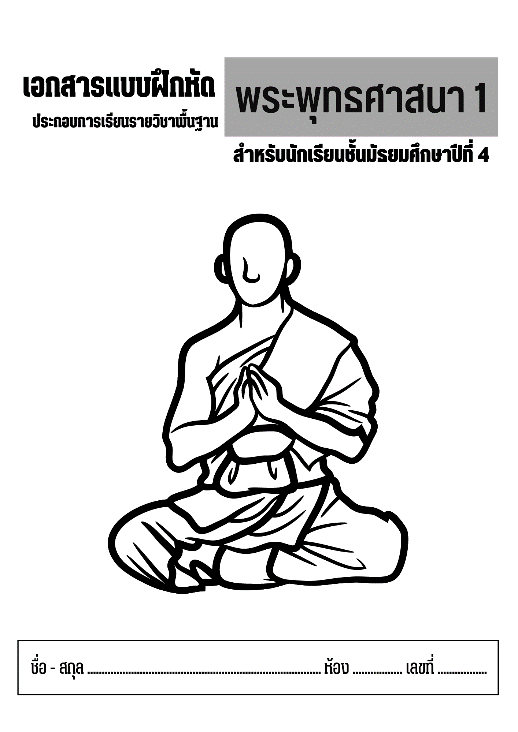 เอกสารแบบฝึกหัด
พระพุทธศาสนา 1
ประกอบการเรียนรายวิชาพื้นฐาน
สำหรับนักเรียนชั้นมัธยมศึกษาปีที่ 4
ชื่อ - สกุล ........................................................................ ห้อง ................. เลขที่ .................